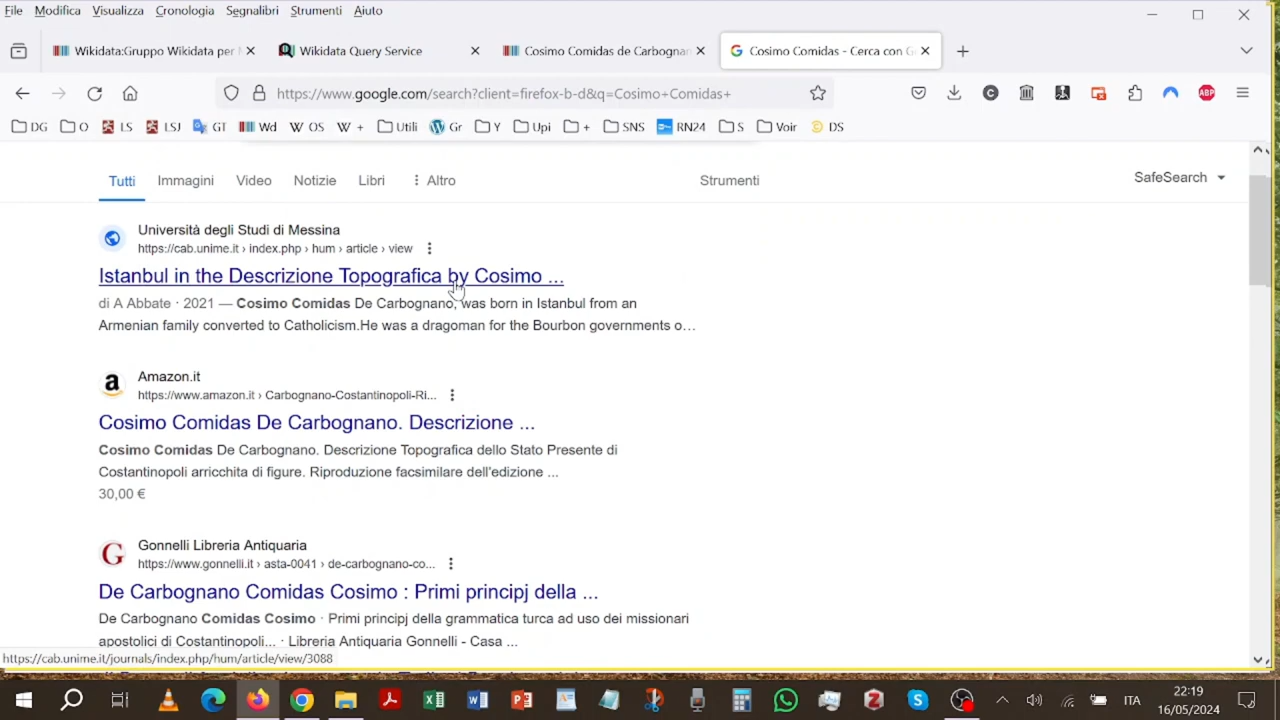 File Modifica Visualizza Cronologia Segnalibri Strumenti Aiuto
Wikidata:Gruppo Wikidata per
Wikidata Query Service
Cosimo Comidas de Carbognan
Cosimo Comidas - Cerca con G
https://www.google.com/search?client=firefox-b-d&q=Cosimo+Comidas+
ABP
DG O LS LSJ GT Wd OS + Utili Gr Y Upi + SNS RN24 S Voir DS
Tutti Immagini Video Notizie Libri Altro Strumenti SafeSearch
Università degli Studi di Messina
https://cab.unime.it › index.php › hum › article › view
Istanbul in the Descrizione Topografica by Cosimo ...
di A Abbate · 2021 — Cosimo Comidas De Carbognano, was born in Istanbul from an
Armenian family converted to Catholicism.He was a dragoman for the Bourbon governments o...
Amazon.it
https://www.amazon.it › Carbognano-Costantinopoli-Ri...
Cosimo Comidas De Carbognano. Descrizione ...
Cosimo Comidas De Carbognano. Descrizione Topografica dello Stato Presente di
Costantinopoli arricchita di figure. Riproduzione facsimilare dell'edizione ...
30,00 €
Gonnelli Libreria Antiquaria
https://www.gonnelli.it › asta-0041 › de-carbognano-co...
De Carbognano Comidas Cosimo : Primi principj della ...
De Carbognano Comidas Cosimo · Primi principj della grammatica turca ad uso dei missionari
apostolici di Costantinopoli... · Libreria Antiquaria Gonnelli - Casa ...
https://cab.unime.it/journals/index.php/hum/article/view/3088
ITA
22:19
16/05/2024